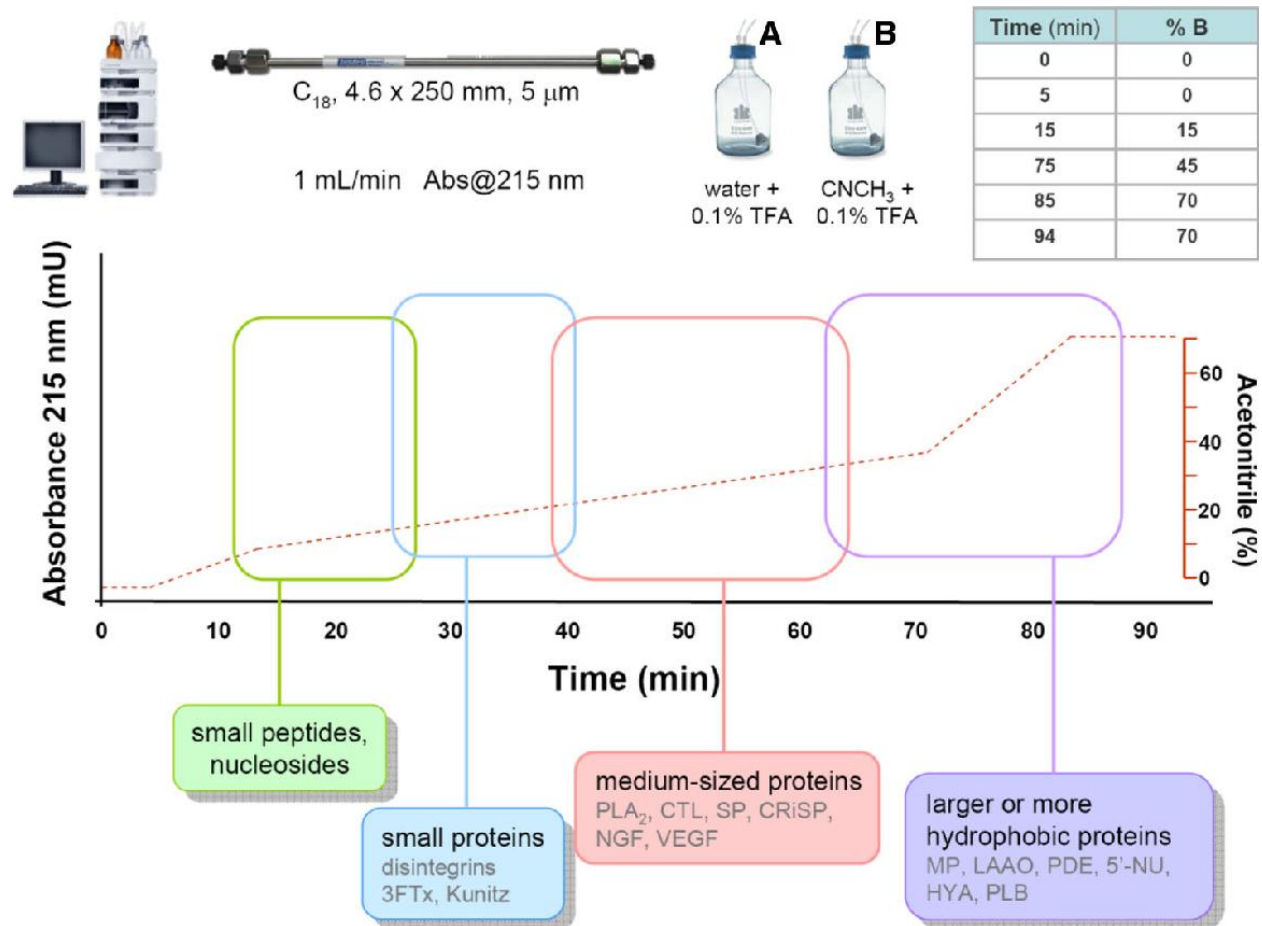 A
B
C18, 4.6 x 250 mm, 5 μm
1 mL/min Abs@215 nm
water +
0.1% TFA
CNCH3 +
0.1% TFA
Time (min) % B
0 0
5 0
15 15
75 45
85 70
94 70
Absorbance 215 nm (mU)
60
40
20
0
Acetonitrile (%)
0 10 20 30 40 50 60 70 80 90
Time (min)
small peptides,
nucleosides
small proteins
disintegrins
3FTx, Kunitz
medium-sized proteins
PLA2, CTL, SP, CRiSP,
NGF, VEGF
larger or more
hydrophobic proteins
MP, LAAO, PDE, 5'-NU,
HYA, PLB